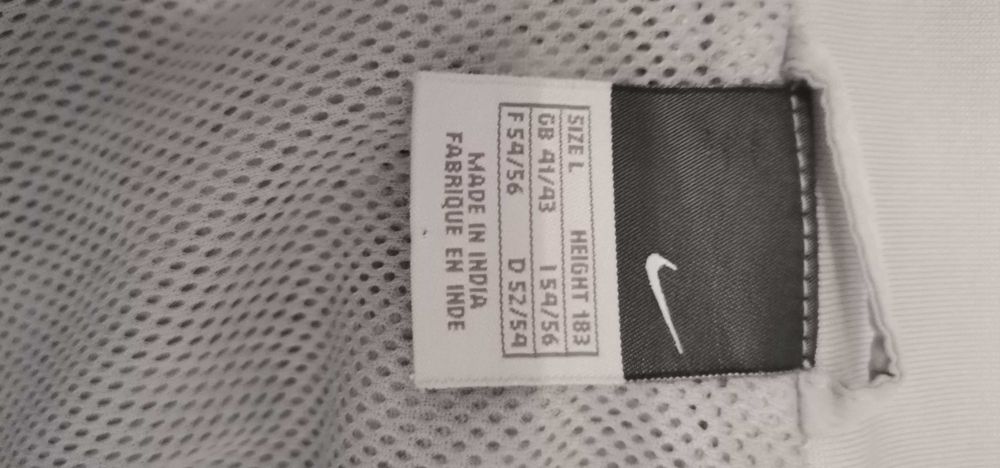 SIZE L HEIGHT 183
GB 41/43 I 54/56
F 54/56 D 52/54
MADE IN INDIA
FABRIQUE EN INDE